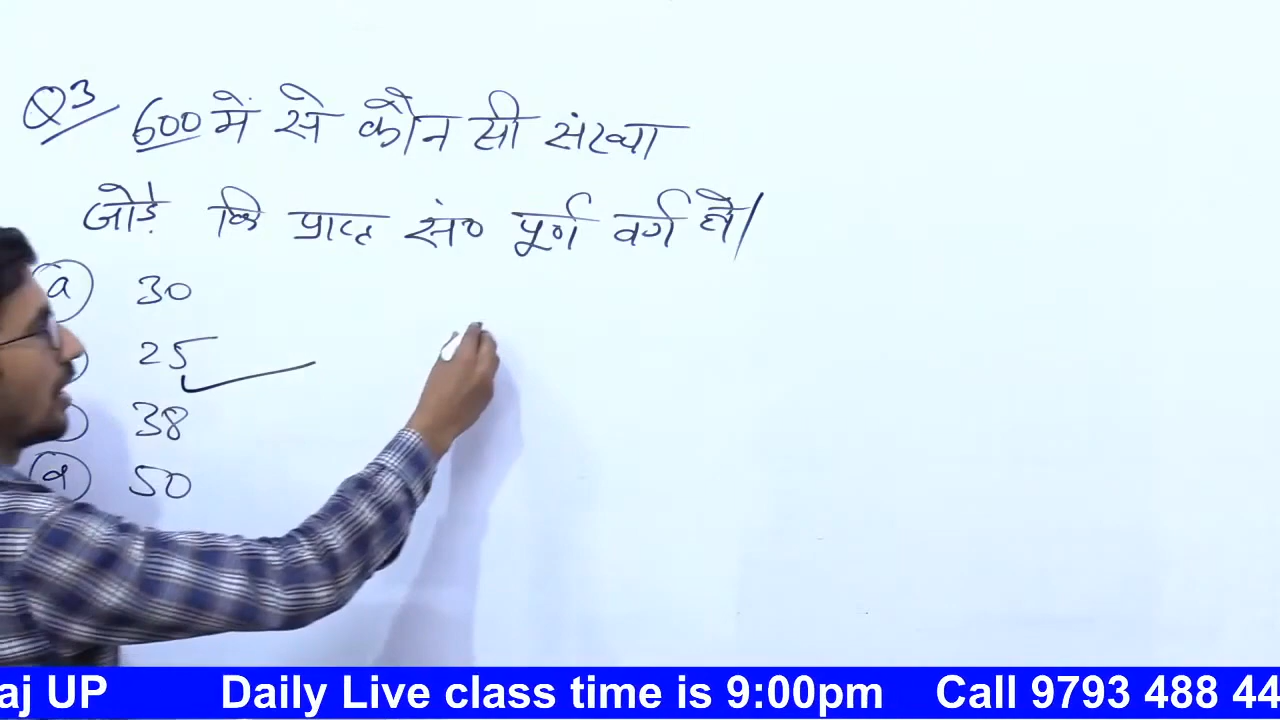 Q3 600 में से कौन सी संख्या
जोड़े कि प्राप्त सं० पूर्ण वर्ग हो।
a 30
25
38
50
aj UP Daily Live class time is 9:00pm Call 9793 488 44